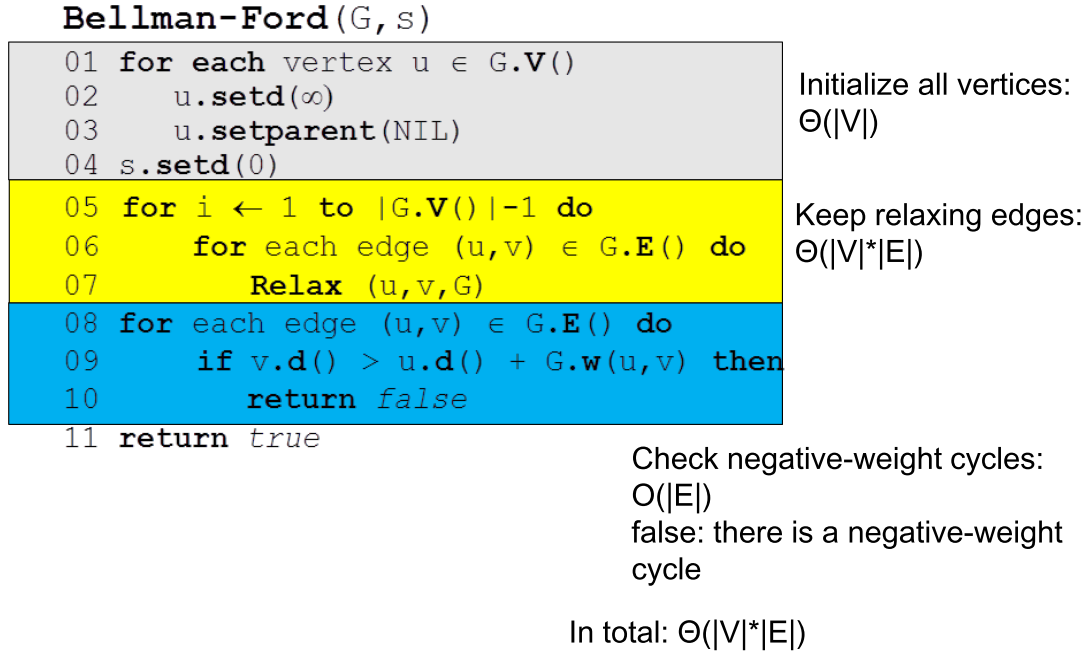 Bellman-Ford(G,s)
01 for each vertex u ∈ G.V()
02 u.setd(∞)
03 u.setparent(NIL)
04 s.setd(0)
Initialize all vertices:
Θ(|V|)
05 for i ← 1 to |G.V()|-1 do
06 for each edge (u,v) ∈ G.E() do
07 Relax (u,v,G)
Keep relaxing edges:
Θ(|V|*|E|)
08 for each edge (u,v) ∈ G.E() do
09 if v.d() > u.d() + G.w(u,v) then
10 return false
11 return true
Check negative-weight cycles:
O(|E|)
false: there is a negative-weight
cycle
In total: Θ(|V|*|E|)